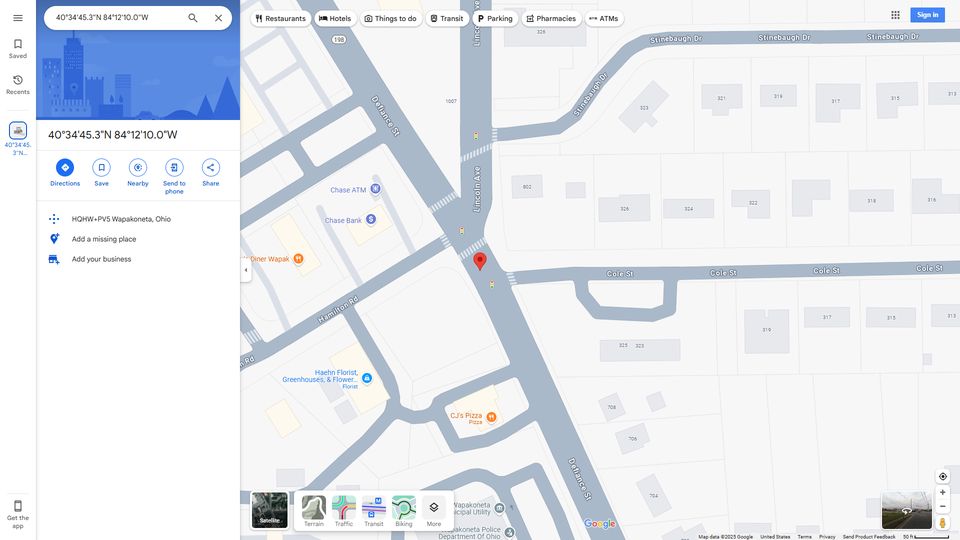 40°34'45.3"N 84°12'10.0"W
Restaurants
Hotels
Things to do
Transit
Parking
Pharmacies
ATMs
Sign in
Saved
Recents
40°34'45.
3"N...
40°34'45.3"N 84°12'10.0"W
Directions
Save
Nearby
Send to
phone
Share
HQHW+PV5 Wapakoneta, Ohio
Add a missing place
Add your business
Get the
app
Lincoln Ave
326
198
1007
Defiance St
Stinebaugh Dr
Stinebaugh Dr
Stinebaugh Dr
Stinebaugh Dr
323
321
319
317
315
313
Chase ATM
Chase Bank
Lincoln Ave
802
326
324
322
318
316
Diner Wapak
Cole St
Cole St
Cole St
Cole St
Hamilton Rd
Rd
319
317
315
313
325
323
Haehn Florist,
Greenhouses, & Flower...
Florist
CJ's Pizza
Pizza
708
706
704
Defiance St
Wapakoneta
Municipal Utility
Wapakoneta Police
Department Of Ohio
Satellite
Terrain
Traffic
Transit
Biking
More
Google
Map data ©2025 Google
United States
Terms
Privacy
Send Product Feedback
50 ft